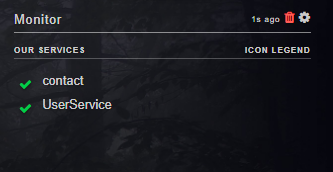 Monitor 1s ago
OUR SERVICES ICON LEGEND
contact
UserService